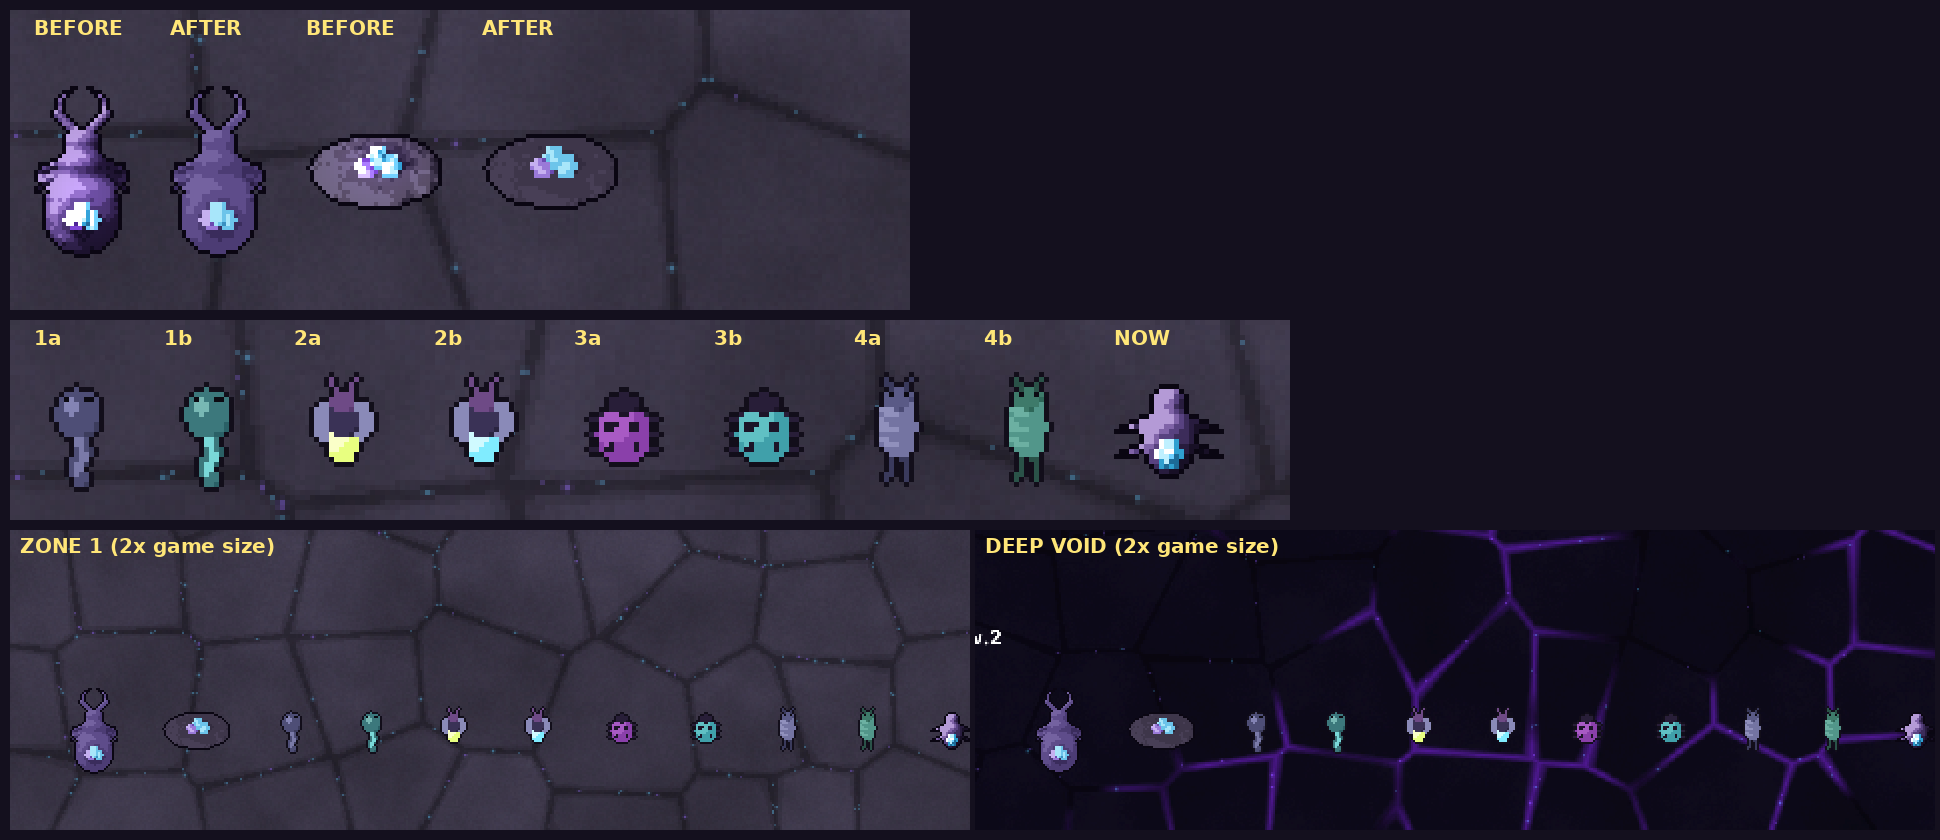 BEFORE AFTER BEFORE AFTER
1a 1b 2a 2b 3a 3b 4a 4b NOW
ZONE 1 (2x game size)
DEEP VOID (2x game size)
.2